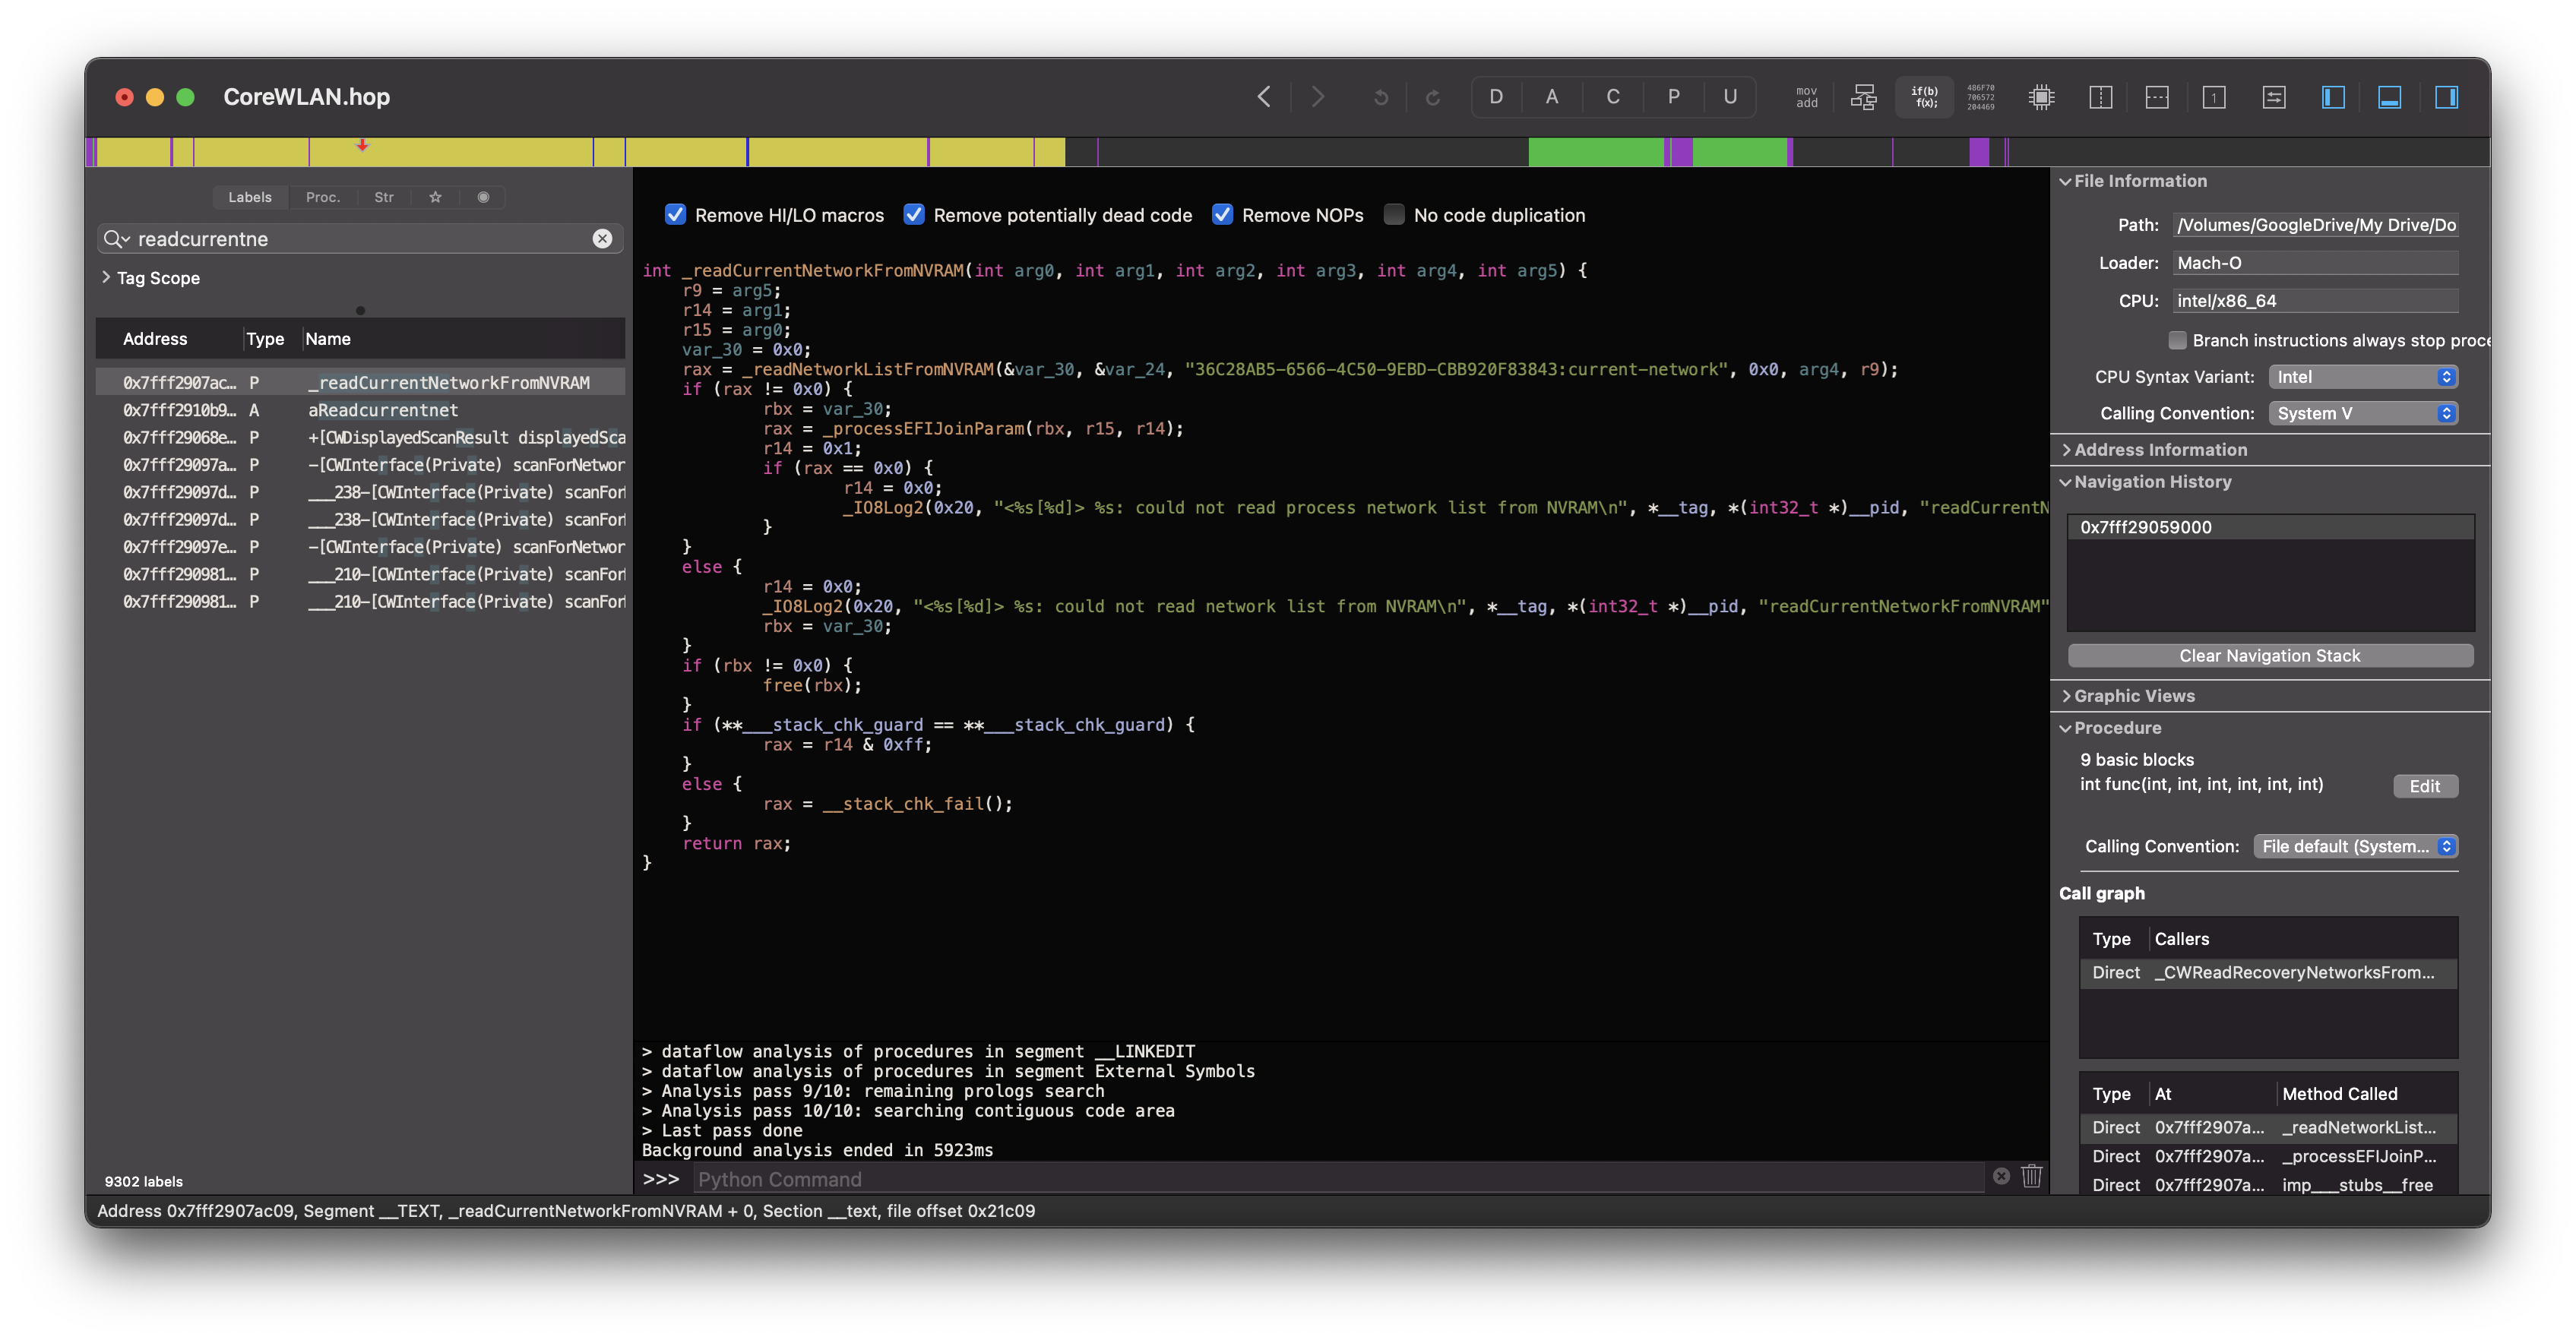 CoreWLAN.hop
D A C P U
mov
add
if(b)
f(x);
486F70
706572
204469
1
Labels Proc. Str
readcurrentne
Tag Scope
Address Type Name
0x7fff2907ac... P _readCurrentNetworkFromNVRAM
0x7fff2910b9... A aReadcurrentnet
0x7fff29068e... P +[CWDisplayedScanResult displayedSca
0x7fff29097a... P -[CWInterface(Private) scanForNetwor
0x7fff29097d... P ___238-[CWInterface(Private) scanForN
0x7fff29097d... P ___238-[CWInterface(Private) scanForN
0x7fff29097e... P -[CWInterface(Private) scanForNetwor
0x7fff290981... P ___210-[CWInterface(Private) scanForN
0x7fff290981... P ___210-[CWInterface(Private) scanForN
9302 labels
Remove HI/LO macros Remove potentially dead code Remove NOPs No code duplication
int _readCurrentNetworkFromNVRAM(int arg0, int arg1, int arg2, int arg3, int arg4, int arg5) {
r9 = arg5;
r14 = arg1;
r15 = arg0;
var_30 = 0x0;
rax = _readNetworkListFromNVRAM(&var_30, &var_24, "36C28AB5-6566-4C50-9EBD-CBB920F83843:current-network", 0x0, arg4, r9);
if (rax != 0x0) {
rbx = var_30;
rax = _processEFIJoinParam(rbx, r15, r14);
r14 = 0x1;
if (rax == 0x0) {
r14 = 0x0;
_IO8Log2(0x20, "<%s[%d]> %s: could not read process network list from NVRAM\n", *__tag, *(int32_t *)__pid, "readCurrentN
}
}
else {
r14 = 0x0;
_IO8Log2(0x20, "<%s[%d]> %s: could not read network list from NVRAM\n", *__tag, *(int32_t *)__pid, "readCurrentNetworkFromNVRAM"
rbx = var_30;
}
if (rbx != 0x0) {
free(rbx);
}
if (**___stack_chk_guard == **___stack_chk_guard) {
rax = r14 & 0xff;
}
else {
rax = __stack_chk_fail();
}
return rax;
}
> dataflow analysis of procedures in segment __LINKEDIT
> dataflow analysis of procedures in segment External Symbols
> Analysis pass 9/10: remaining prologs search
> Analysis pass 10/10: searching contiguous code area
> Last pass done
Background analysis ended in 5923ms
>>> Python Command
File Information
Path: /Volumes/GoogleDrive/My Drive/Do
Loader: Mach-O
CPU: intel/x86_64
Branch instructions always stop proce
CPU Syntax Variant: Intel
Calling Convention: System V
Address Information
Navigation History
0x7fff29059000
Clear Navigation Stack
Graphic Views
Procedure
9 basic blocks
int func(int, int, int, int, int, int)
Edit
Calling Convention: File default (System...
Call graph
Type Callers
Direct _CWReadRecoveryNetworksFrom...
Type At Method Called
Direct 0x7fff2907a... _readNetworkList...
Direct 0x7fff2907a... _processEFIJoinP...
Direct 0x7fff2907a... imp___stubs__free
Address 0x7fff2907ac09, Segment __TEXT, _readCurrentNetworkFromNVRAM + 0, Section __text, file offset 0x21c09